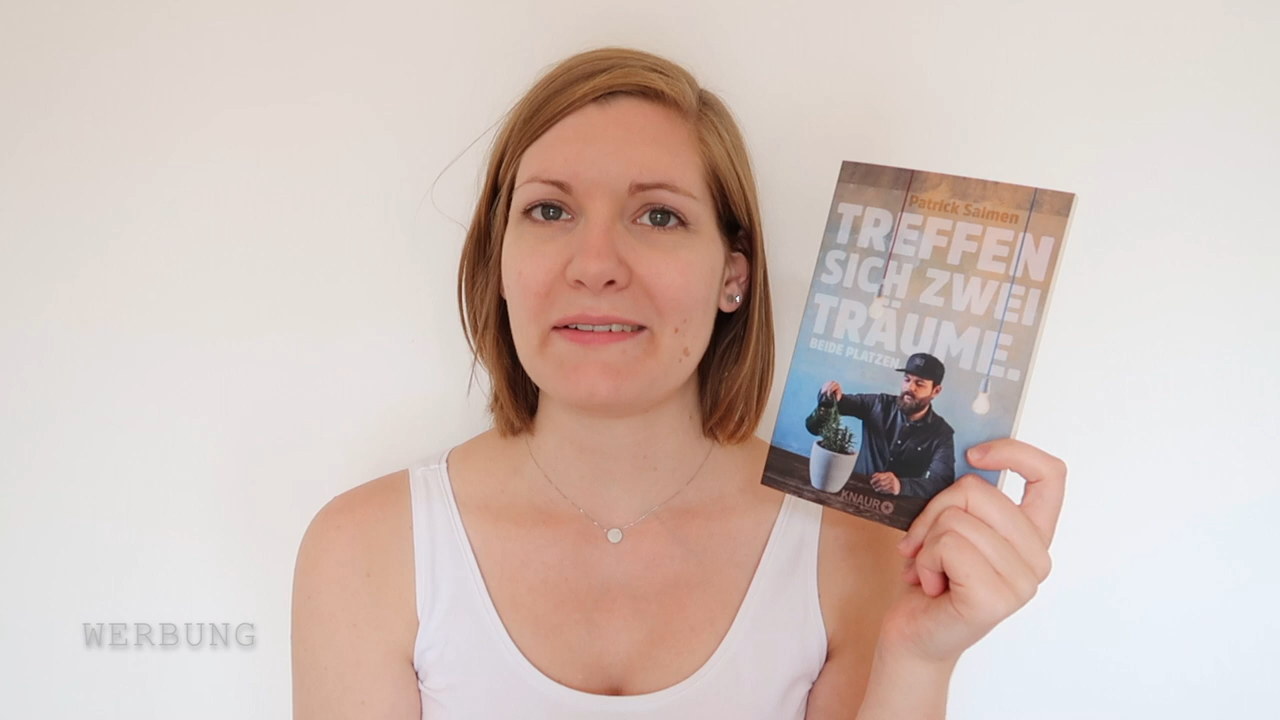 Patrick Salmen
TREFFEN
SICH ZWEI
TRÄUME.
BEIDE PLATZEN.
KNAUR
WERBUNG